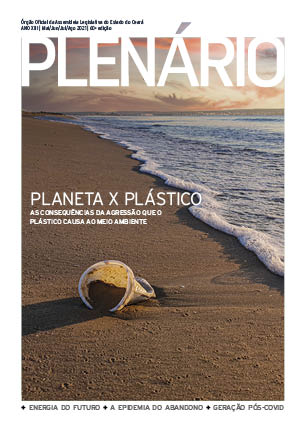 Órgão Oficial da Assembleia Legislativa do Estado do Ceará
ANO XIII | Mai/Jun/Jul/Ago 2021| 60ª edição
PLENÁRIO
PLANETA X PLÁSTICO
AS CONSEQUÊNCIAS DA AGRESSÃO QUE O
PLÁSTICO CAUSA AO MEIO AMBIENTE
+ ENERGIA DO FUTURO + A EPIDEMIA DO ABANDONO + GERAÇÃO PÓS-COVID